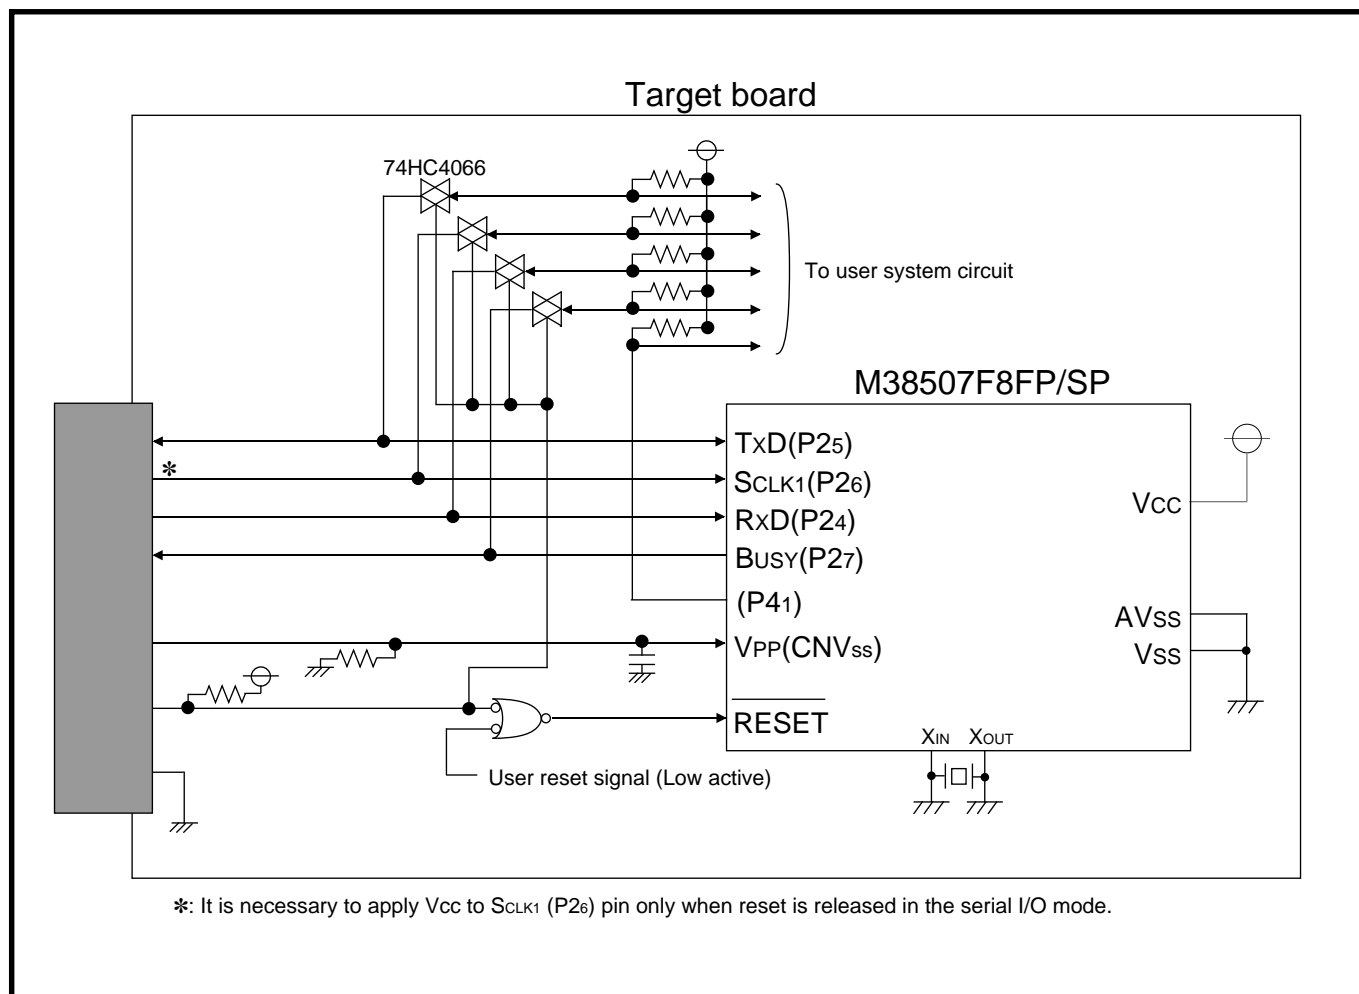 Target board
74HC4066
To user system circuit
M38507F8FP/SP
TXD(P25)
SCLK1(P26)
RXD(P24)
BUSY(P27)
(P41)
VPP(CNVss)
RESET
VCC
AVSS
VSS
XIN XOUT
*
User reset signal (Low active)
*: It is necessary to apply Vcc to SCLK1 (P26) pin only when reset is released in the serial I/O mode.